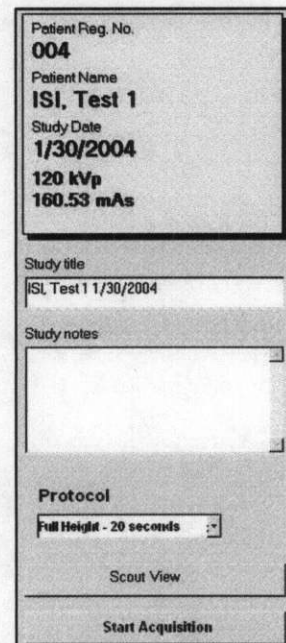 Patient Reg. No.
004
Patient Name
ISI, Test 1
Study Date
1/30/2004
120 kVp
160.53 mAs
Study title
ISI, Test 1 1/30/2004
Study notes
Protocol
Full Height - 20 seconds
Scout View
Start Acquisition